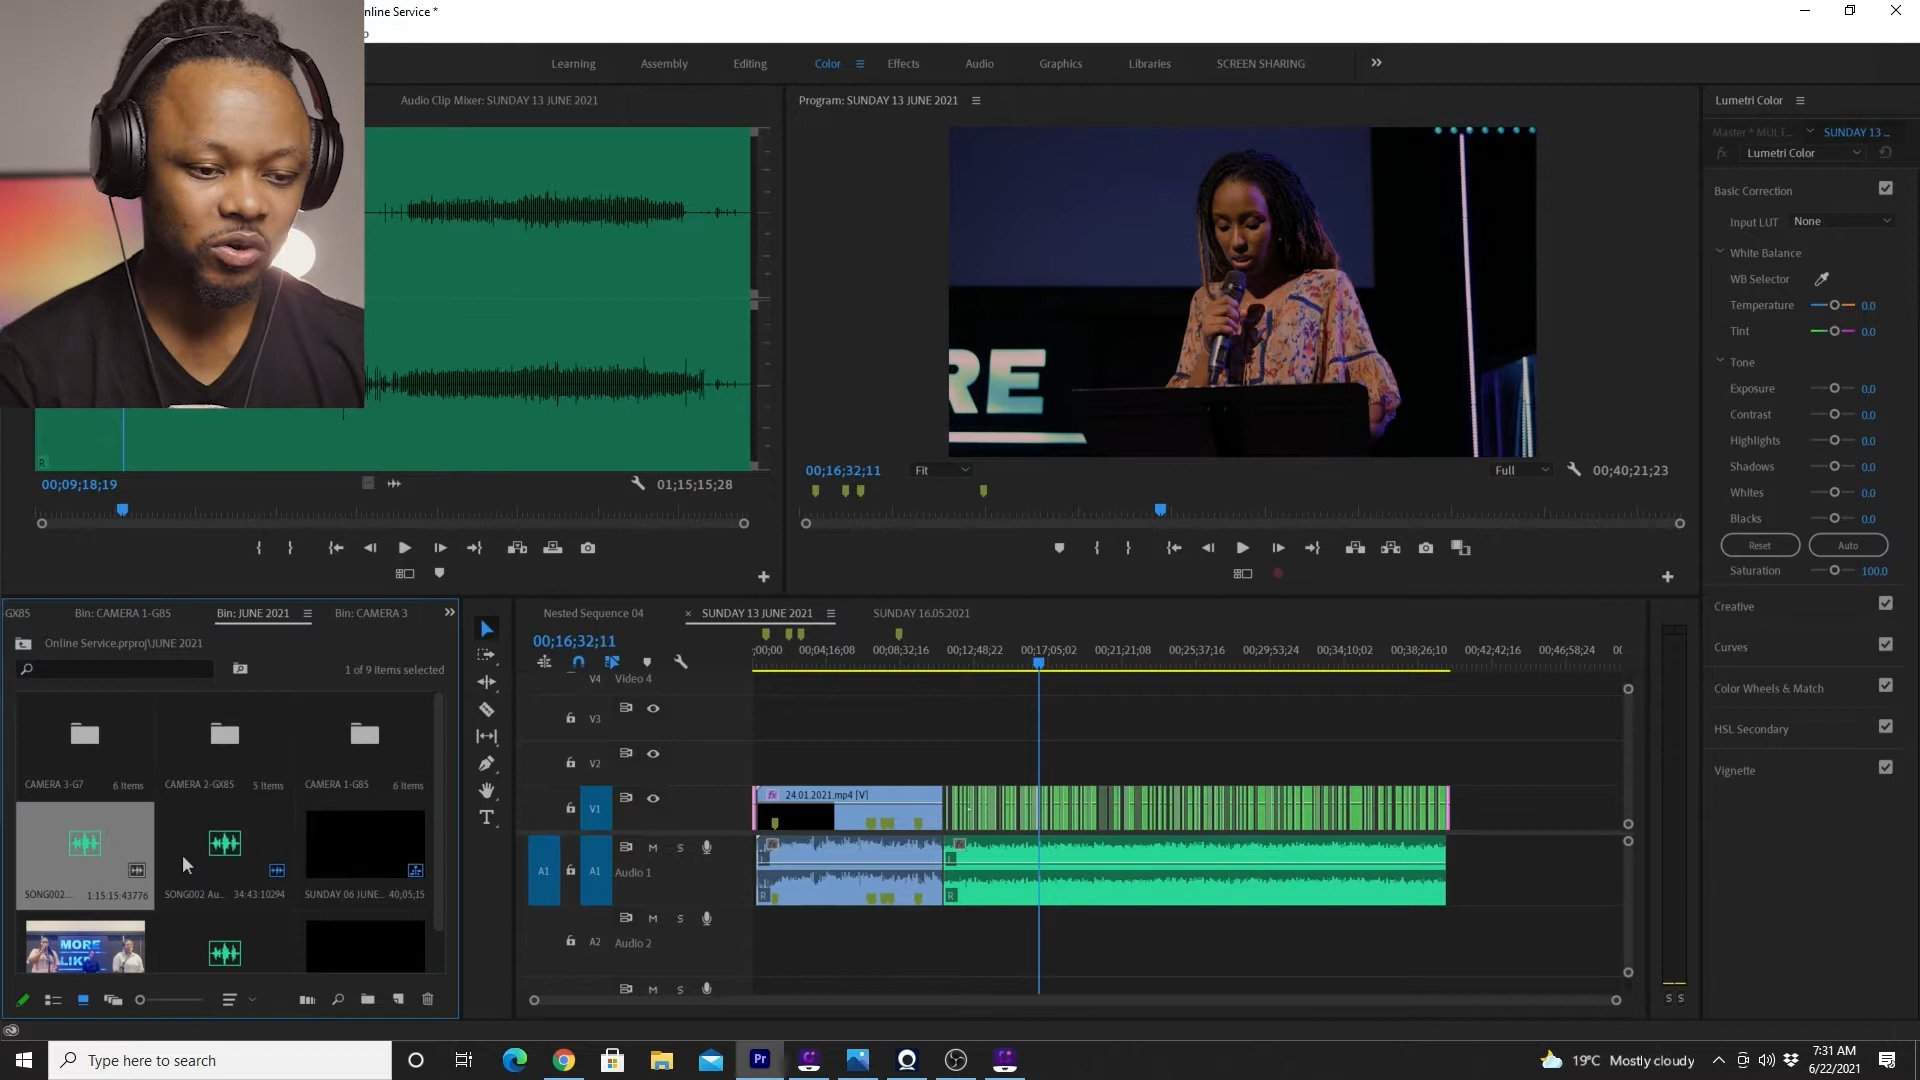 nline Service *
Learning
Assembly
Editing
Color
Effects
Audio
Graphics
Libraries
SCREEN SHARING
Audio Clip Mixer: SUNDAY 13 JUNE 2021
Program: SUNDAY 13 JUNE 2021
Lumetri Color
Master * MULT...
SUNDAY 13 ...
fx
Lumetri Color
Basic Correction
Input LUT
None
White Balance
WB Selector
Temperature
0.0
Tint
0.0
Tone
Exposure
0.0
Contrast
0.0
Highlights
0.0
Shadows
0.0
Whites
0.0
Blacks
0.0
Reset
Auto
Saturation
100.0
Creative
Curves
Color Wheels & Match
HSL Secondary
Vignette
RE
R
00;09;18;19
01;15;15;28
00;16;32;11
Fit
Full
00;40;21;23
-GX85
Bin: CAMERA 1-G85
Bin: JUNE 2021
Bin: CAMERA 3
Online Service.prproj\JUNE 2021
1 of 9 items selected
CAMERA 3-G7
6 Items
CAMERA 2-GX85
5 Items
CAMERA 1-G85
6 Items
SONG002...
1:15:15:43776
SONG002 Au...
34:43:10294
SUNDAY 06 JUNE...
40;05;15
MORE
LIKE
Nested Sequence 04
× SUNDAY 13 JUNE 2021
SUNDAY 16.05.2021
00;16;32;11
;00;00
00;04;16;08
00;08;32;16
00;12;48;22
00;17;05;02
00;21;21;08
00;25;37;16
00;29;53;24
00;34;10;02
00;38;26;10
00;42;42;16
00;46;58;24
00
V4
Video 4
V3
V2
V1
fx
24.01.2021.mp4 [V]
A1
A1
M
S
Audio 1
L
R
L
R
M
S
A2
Audio 2
M
S
S S
T
Type here to search
Pr
19°C Mostly cloudy
7:31 AM
6/22/2021